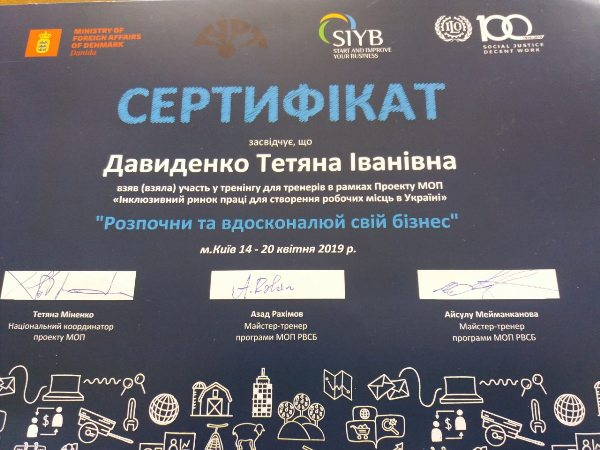 MINISTRY OF
FOREIGN AFFAIRS
OF DENMARK
Danida
SIYB
START AND IMPROVE
YOUR BUSINESS
ILO
100
1919-2019
SOCIAL JUSTICE
DECENT WORK
СЕРТИФІКАТ
засвідчує, що
Давиденко Тетяна Іванівна
взяв (взяла) участь у тренінгу для тренерів в рамках Проекту МОП
«Інклюзивний ринок праці для створення робочих місць в Україні»
"Розпочни та вдосконалюй свій бізнес"
м.Київ 14 - 20 квітня 2019 р.
Тетяна Міненко
Національний координатор
проекту МОП
Азад Рахімов
Майстер-тренер
програми МОП РВСБ
Айсулу Мейманканова
Майстер-тренер
програми МОП РВСБ